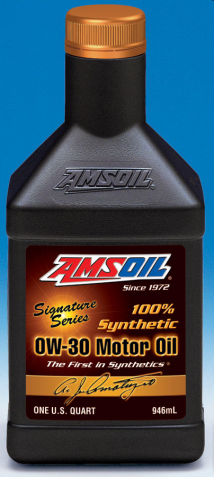 AMSOIL
AMSOIL
Since 1972
Signature
Series
100%
Synthetic
0W-30 Motor Oil
The First in Synthetics®
A. J. Amatuzio
ONE U.S. QUART 946mL